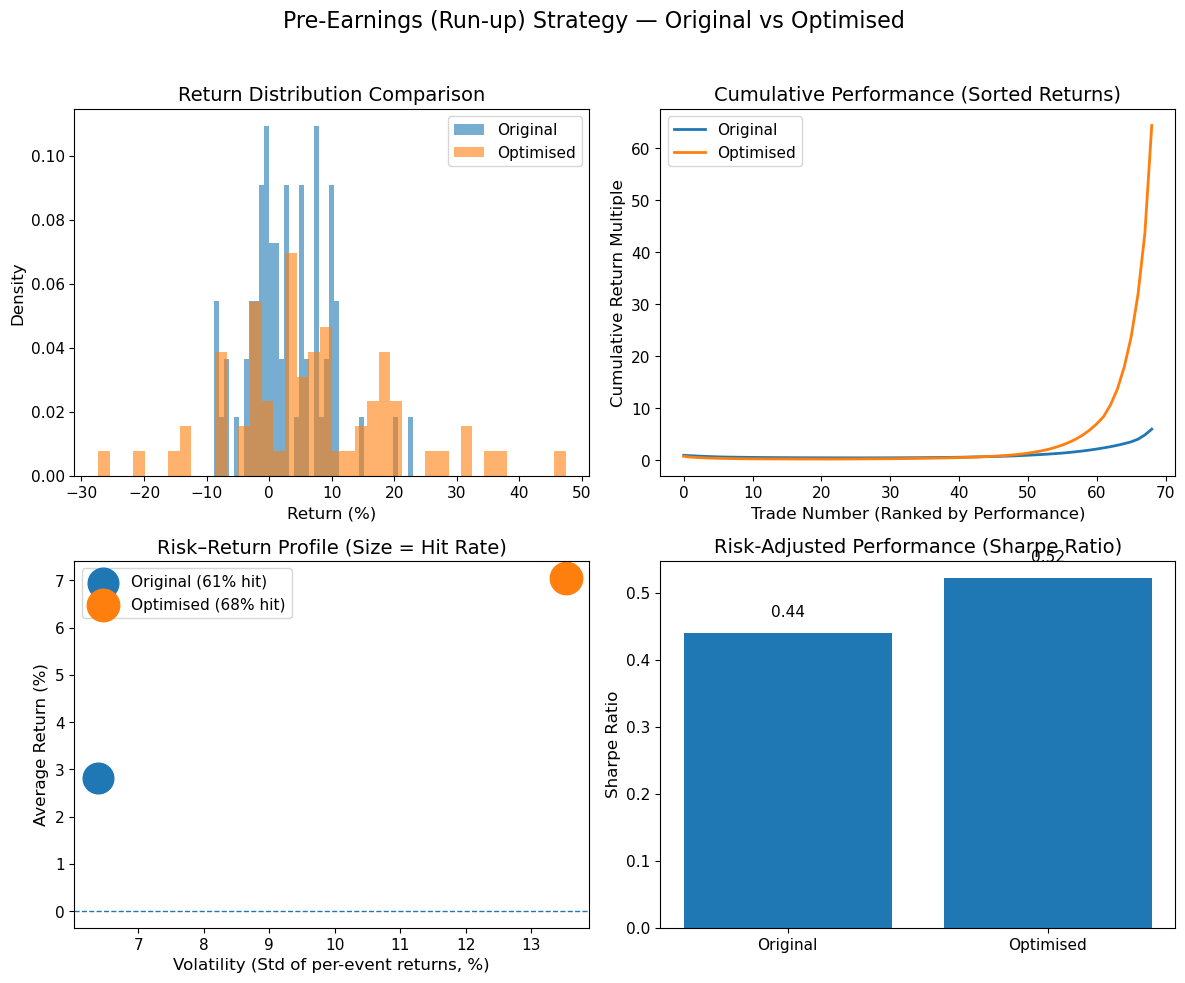 Pre-Earnings (Run-up) Strategy — Original vs Optimised
Return Distribution Comparison
Original
Optimised
Density
0.10
0.08
0.06
0.04
0.02
0.00
−30 −20 −10 0 10 20 30 40 50
Return (%)
Cumulative Performance (Sorted Returns)
Original
Optimised
Cumulative Return Multiple
60
50
40
30
20
10
0
0 10 20 30 40 50 60 70
Trade Number (Ranked by Performance)
Risk–Return Profile (Size = Hit Rate)
Original (61% hit)
Optimised (68% hit)
Average Return (%)
7
6
5
4
3
2
1
0
7 8 9 10 11 12 13
Volatility (Std of per-event returns, %)
Risk-Adjusted Performance (Sharpe Ratio)
0.52
0.44
Sharpe Ratio
0.5
0.4
0.3
0.2
0.1
0.0
Original Optimised